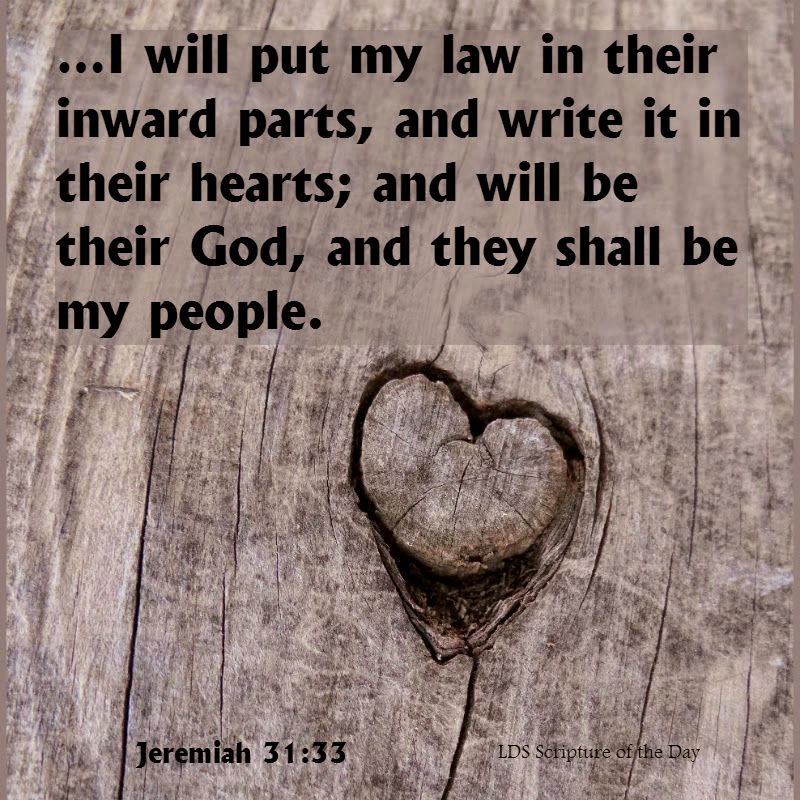 ...I will put my law in their
inward parts, and write it in
their hearts; and will be
their God, and they shall be
my people.
Jeremiah 31:33
LDS Scripture of the Day